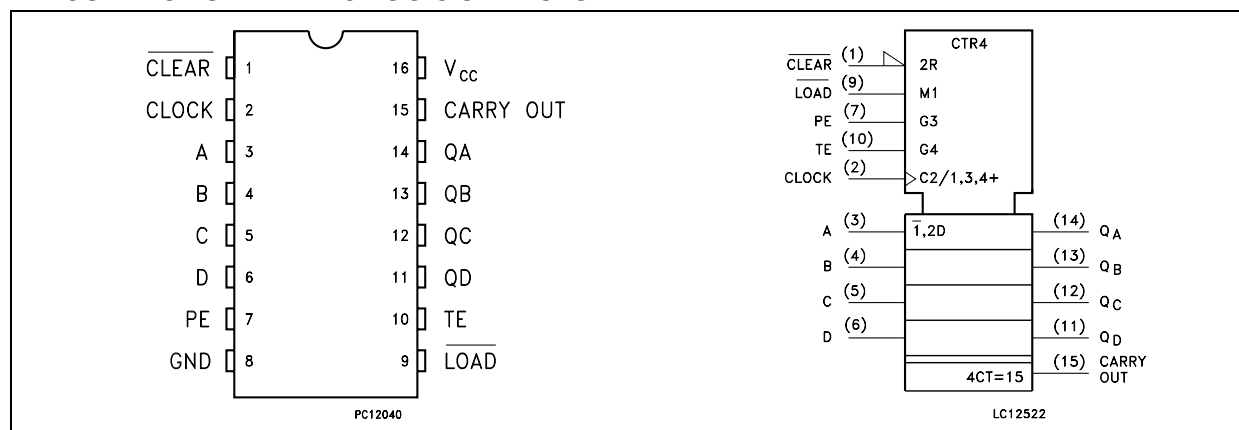 CLEAR 1 16 VCC
CLOCK 2 15 CARRY OUT
A 3 14 QA
B 4 13 QB
C 5 12 QC
D 6 11 QD
PE 7 10 TE
GND 8 9 LOAD
PC12040
CTR4
CLEAR (1) 2R
LOAD (9) M1
PE (7) G3
TE (10) G4
CLOCK (2) C2/1,3,4+
A (3) 1,2D (14) QA
B (4) (13) QB
C (5) (12) QC
D (6) (11) QD
4CT=15 (15) CARRY OUT
LC12522